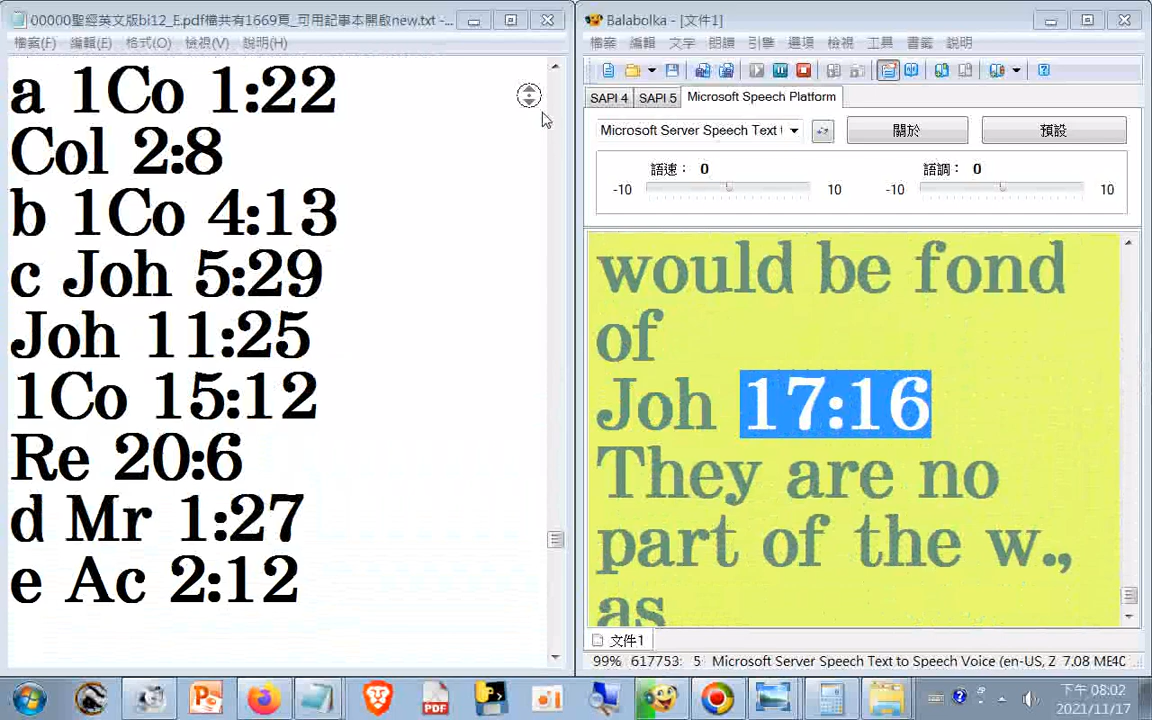 00000聖經英文版bi12_E.pdf檔共有1669頁_可用記事本開啟new.txt -...
檔案(F) 編輯(E) 格式(O) 檢視(V) 說明(H)
a 1Co 1:22
Col 2:8
b 1Co 4:13
c Joh 5:29
Joh 11:25
1Co 15:12
Re 20:6
d Mr 1:27
e Ac 2:12
Balabolka - [文件1]
檔案 編輯 文字 朗讀 引擎 選項 檢視 工具 書籤 說明
SAPI 4 SAPI 5 Microsoft Speech Platform
Microsoft Server Speech Text 關於 預設
語速： 0 語調： 0
-10 10 -10 10
would be fond
of
Joh 17:16
They are no
part of the w.,
as
文件1
99% 617753: 5 Microsoft Server Speech Text to Speech Voice (en-US, Z 7.08 ME4C
下午 08:02
2021/11/17